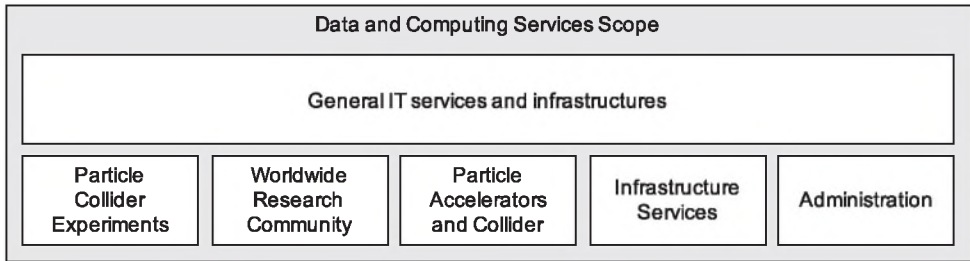 Data and Computing Services Scope
General IT services and infrastructures
Particle
Collider
Experiments
Worldwide
Research
Community
Particle
Accelerators
and Collider
Infrastructure
Services
Administration